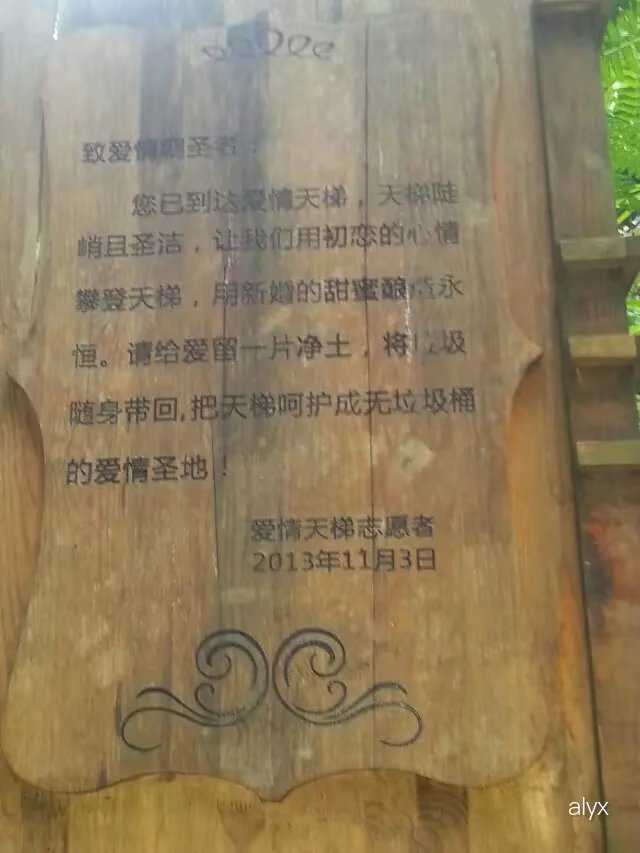 致爱情朝圣者：
您已到达爱情天梯，天梯陡
峭且圣洁，让我们用初恋的心情
攀登天梯，用新婚的甜蜜酿造永
恒。请给爱留一片净土，将垃圾
随身带回,把天梯呵护成无垃圾桶
的爱情圣地！
爱情天梯志愿者
2013年11月3日
alyx